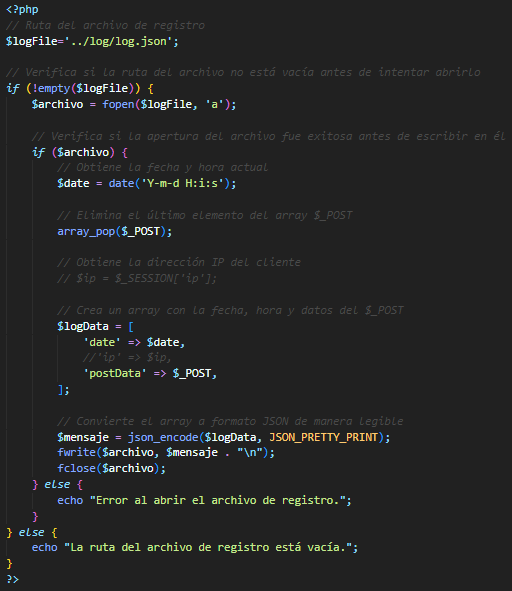 <?php
// Ruta del archivo de registro
$logFile='../log/log.json';
// Verifica si la ruta del archivo no está vacía antes de intentar abrirlo
if (!empty($logFile)) {
$archivo = fopen($logFile, 'a');
// Verifica si la apertura del archivo fue exitosa antes de escribir en él
if ($archivo) {
// Obtiene la fecha y hora actual
$date = date('Y-m-d H:i:s');
// Elimina el último elemento del array $_POST
array_pop($_POST);
// Obtiene la dirección IP del cliente
// $ip = $_SESSION['ip'];
// Crea un array con la fecha, hora y datos del $_POST
$logData = [
'date' => $date,
//'ip' => $ip,
'postData' => $_POST,
];
// Convierte el array a formato JSON de manera legible
$mensaje = json_encode($logData, JSON_PRETTY_PRINT);
fwrite($archivo, $mensaje . "\n");
fclose($archivo);
} else {
echo "Error al abrir el archivo de registro.";
}
} else {
echo "La ruta del archivo de registro está vacía.";
}
?>